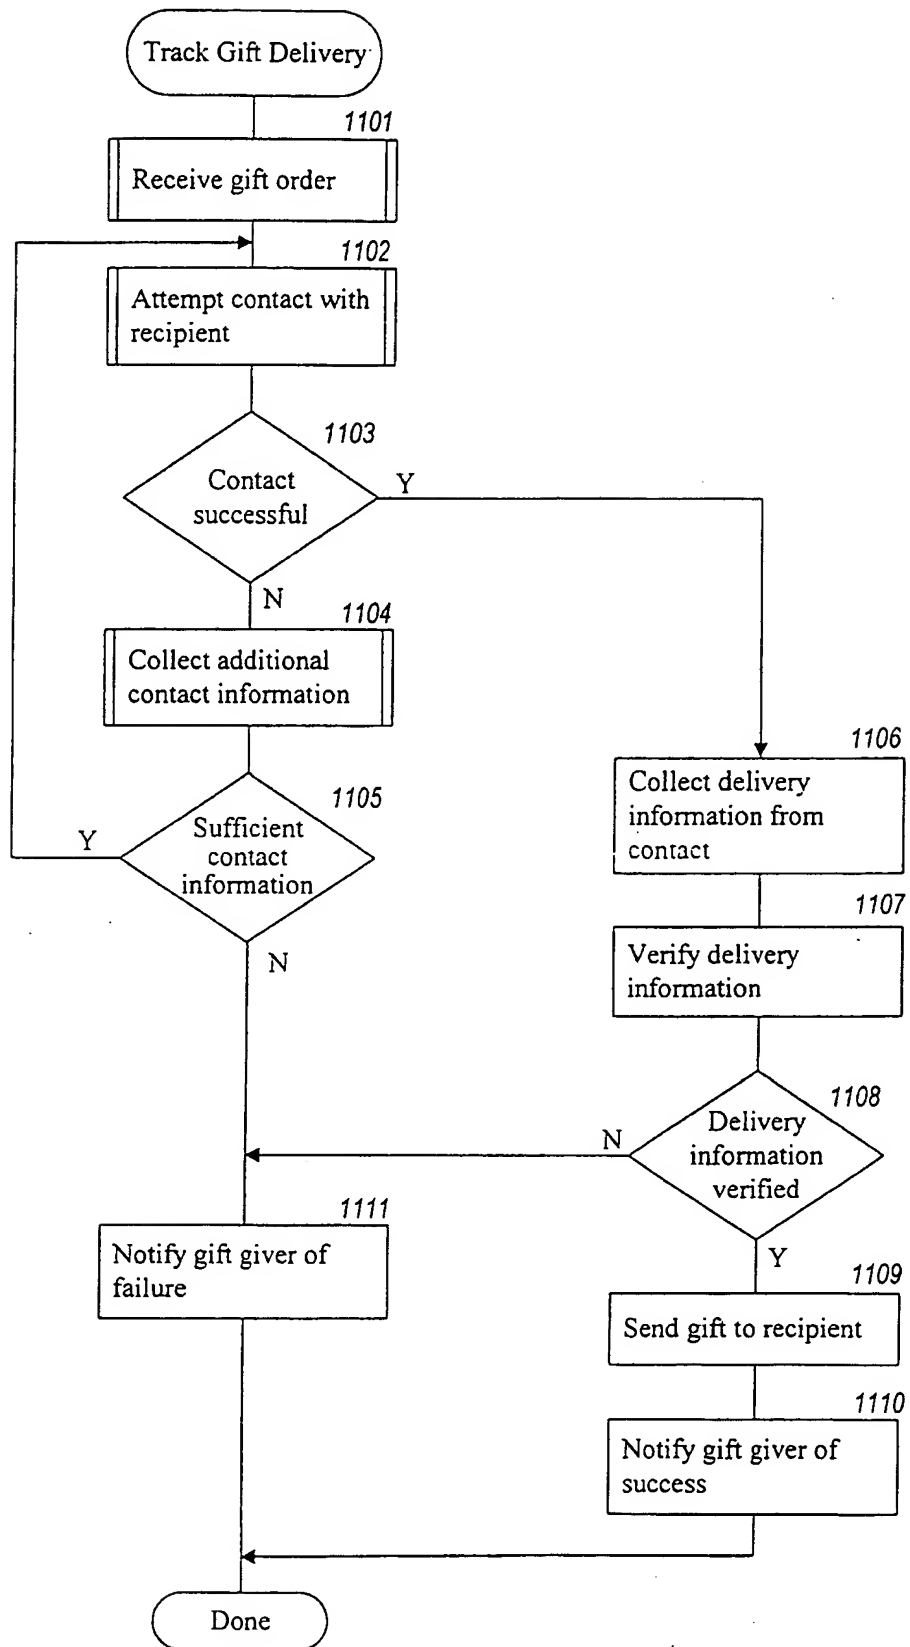 Track Gift Delivery
1101
Receive gift order
1102
Attempt contact with
recipient
1103
Contact
successful
Y
N
1104
Collect additional
contact information
1105
Sufficient
contact
information
Y
N
1106
Collect delivery
information from
contact
1107
Verify delivery
information
1108
Delivery
information
verified
N
Y
1111
Notify gift giver of
failure
1109
Send gift to recipient
1110
Notify gift giver of
success
Done